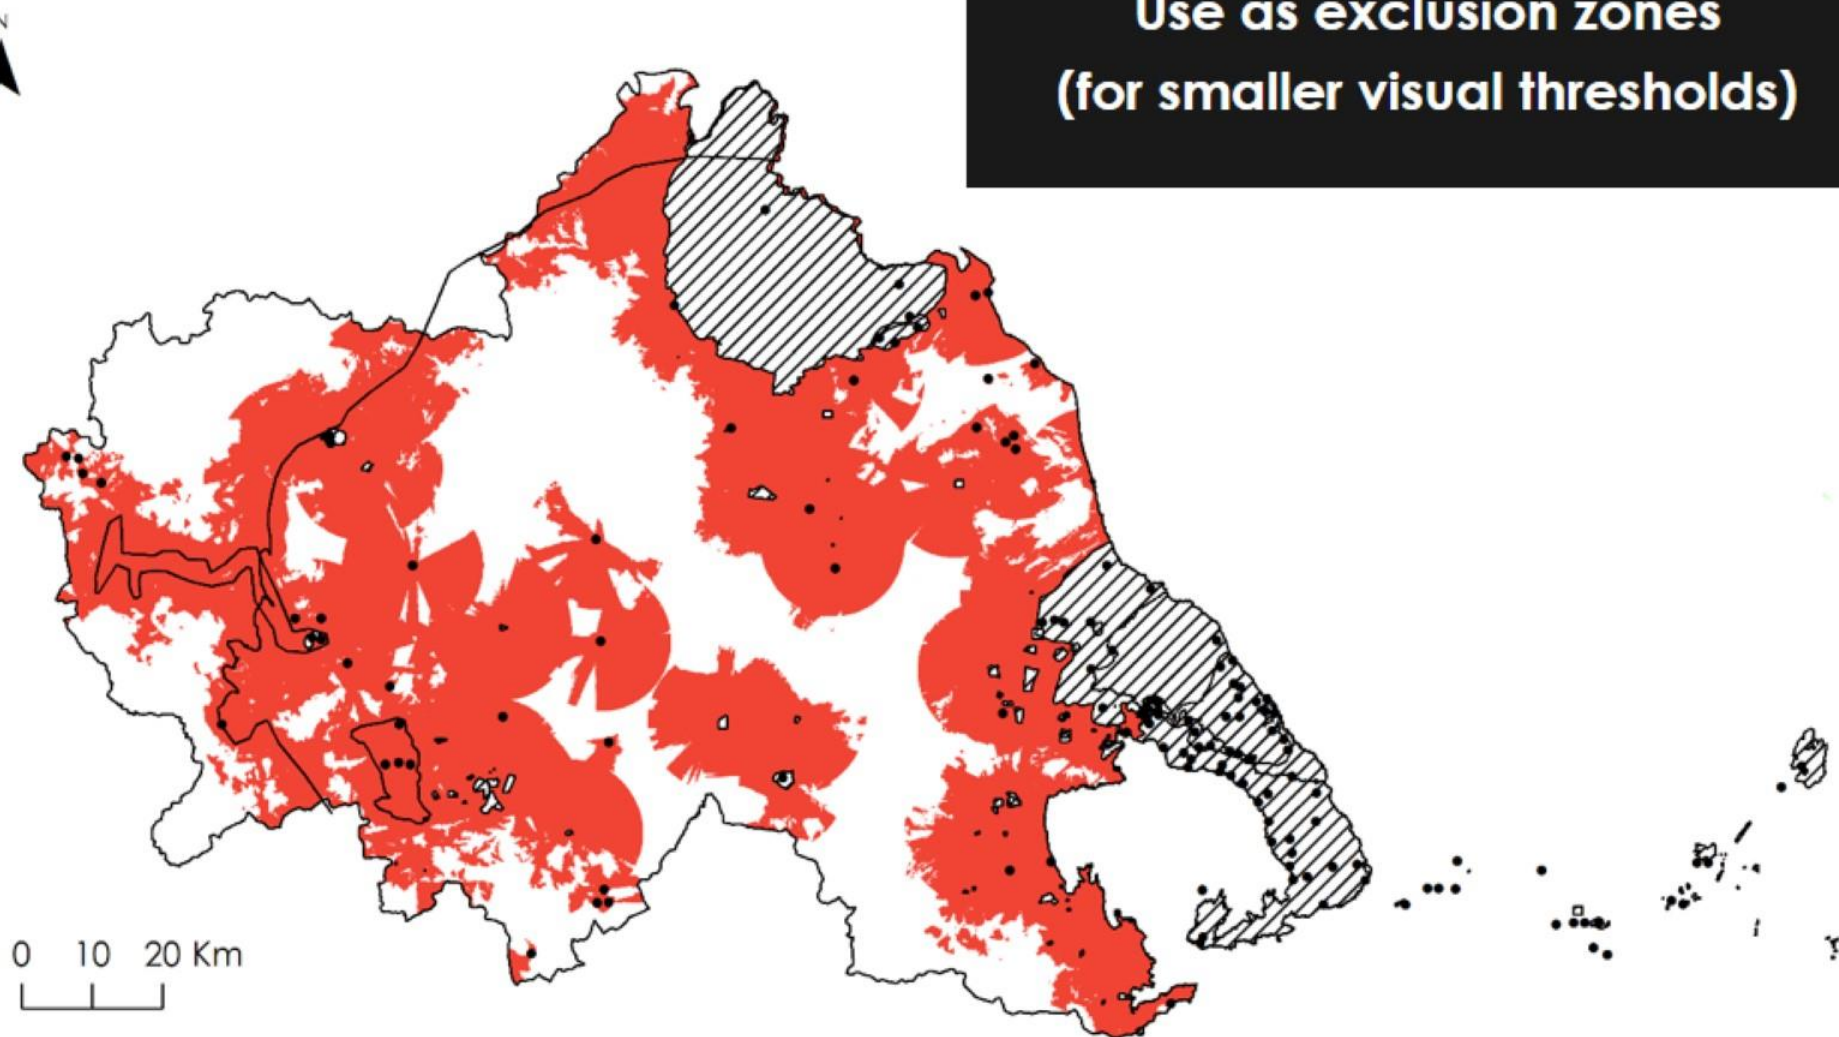 Use as exclusion zones
(for smaller visual thresholds)
N
0 10 20 Km